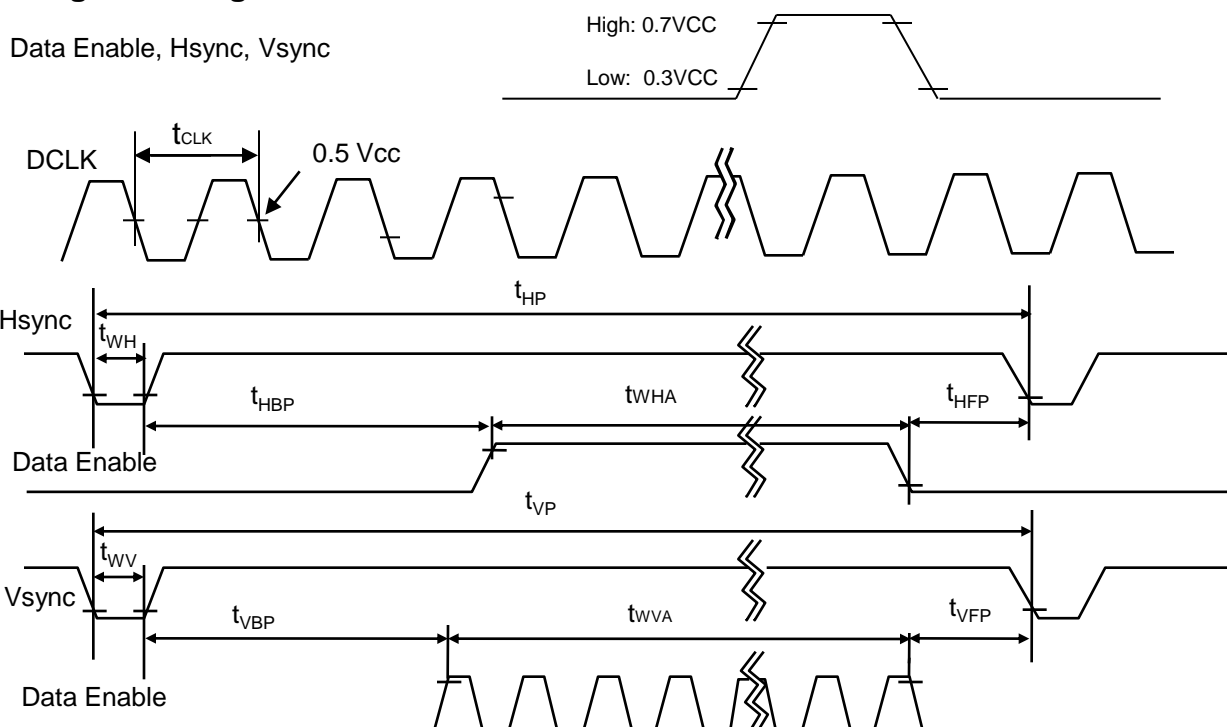 High: 0.7VCC
Data Enable, Hsync, Vsync
Low: 0.3VCC
tCLK
DCLK
0.5 Vcc
tHP
Hsync
tWH
tHBP
tWHA
tHFP
Data Enable
tVP
tWV
Vsync
tVBP
tWVA
tVFP
Data Enable